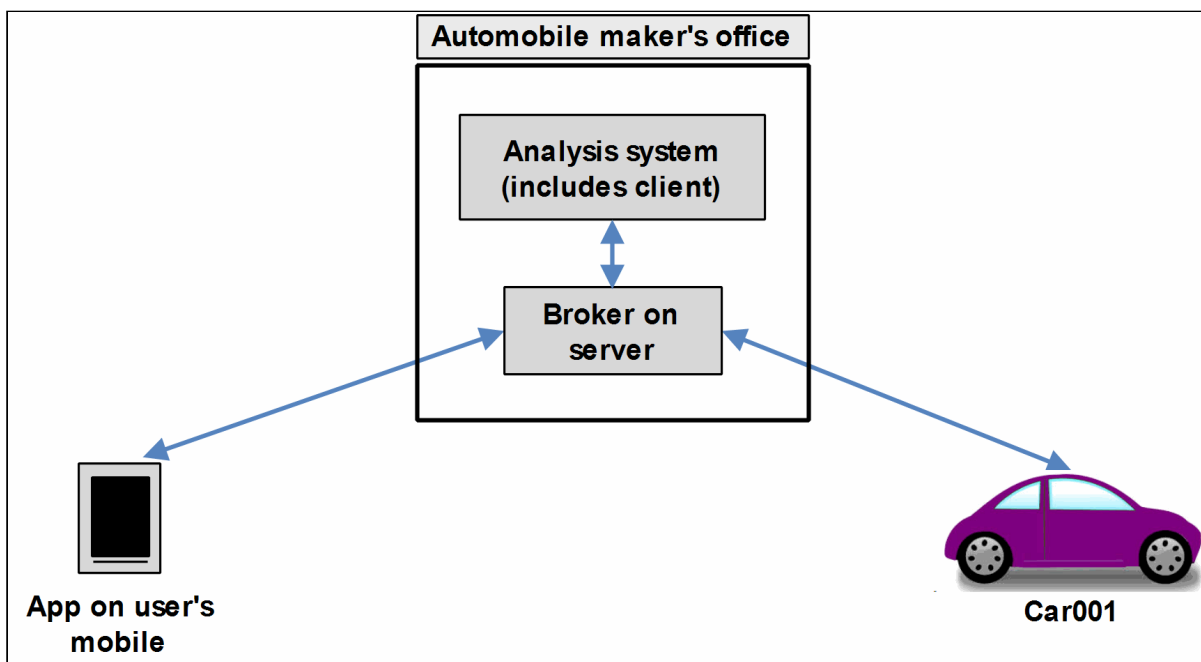 Automobile maker's office
Analysis system
(includes client)
Broker on
server
App on user's
mobile
Car001